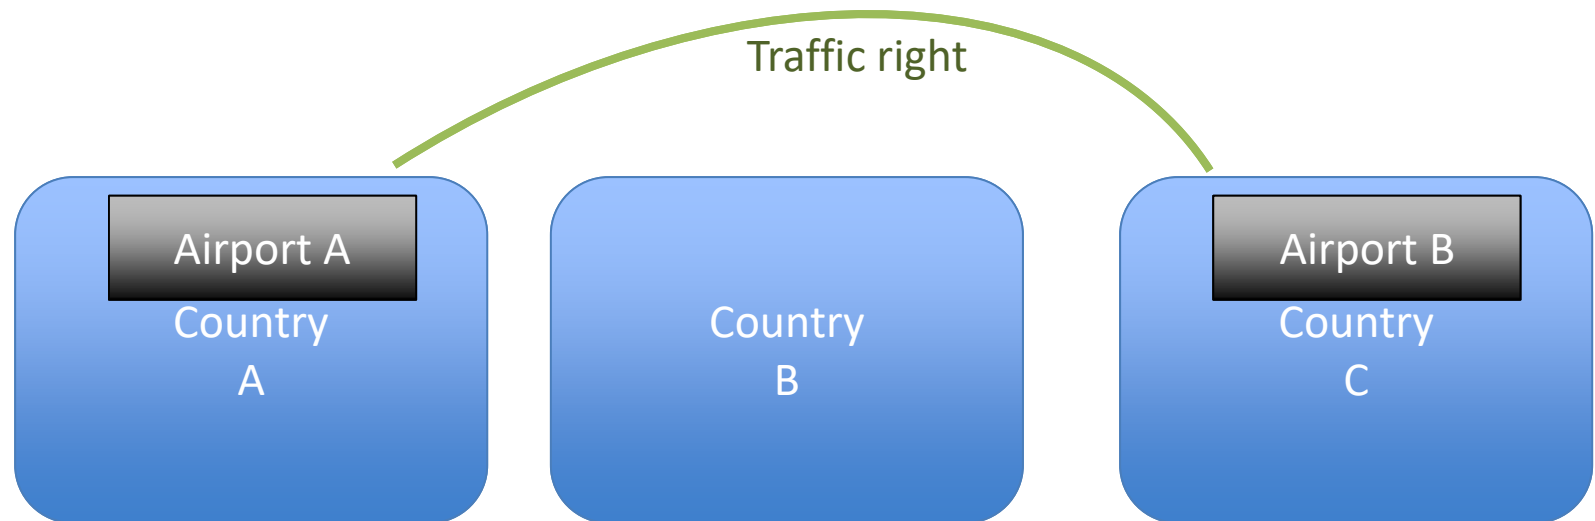 Traffic right
Airport A
Country
A
Country
B
Airport B
Country
C